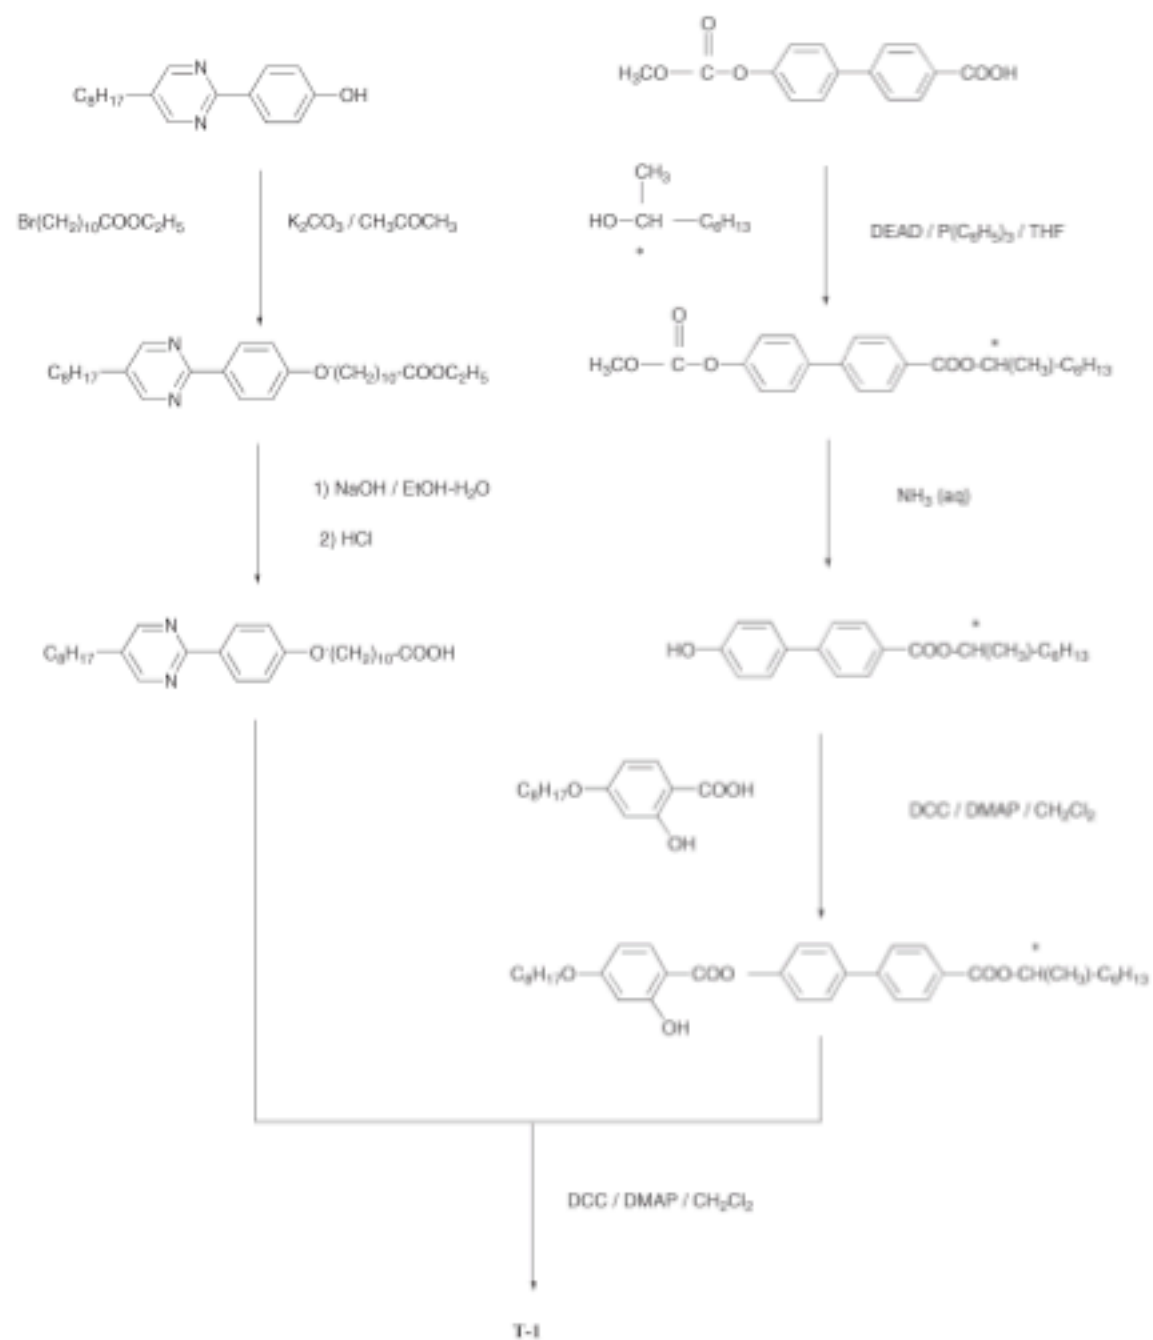 O
H₃CO—C—O COOH
N
C₈H₁₇ OH
N
CH₃
Br(CH₂)₁₀COOC₂H₅ K₂CO₃ / CH₃COCH₃
HO—CH—C₆H₁₃
*
DEAD / P(C₆H₅)₃ / THF
O
*
N
C₈H₁₇ O-(CH₂)₁₀-COOC₂H₅
N
H₃CO—C—O COO-CH(CH₃)-C₆H₁₃
1) NaOH / EtOH-H₂O
2) HCl
NH₃ (aq)
N
C₈H₁₇ O-(CH₂)₁₀-COOH
N
*
HO COO-CH(CH₃)-C₆H₁₃
C₈H₁₇O COOH
OH
DCC / DMAP / CH₂Cl₂
*
C₈H₁₇O COO COO-CH(CH₃)-C₆H₁₃
OH
DCC / DMAP / CH₂Cl₂
T-1